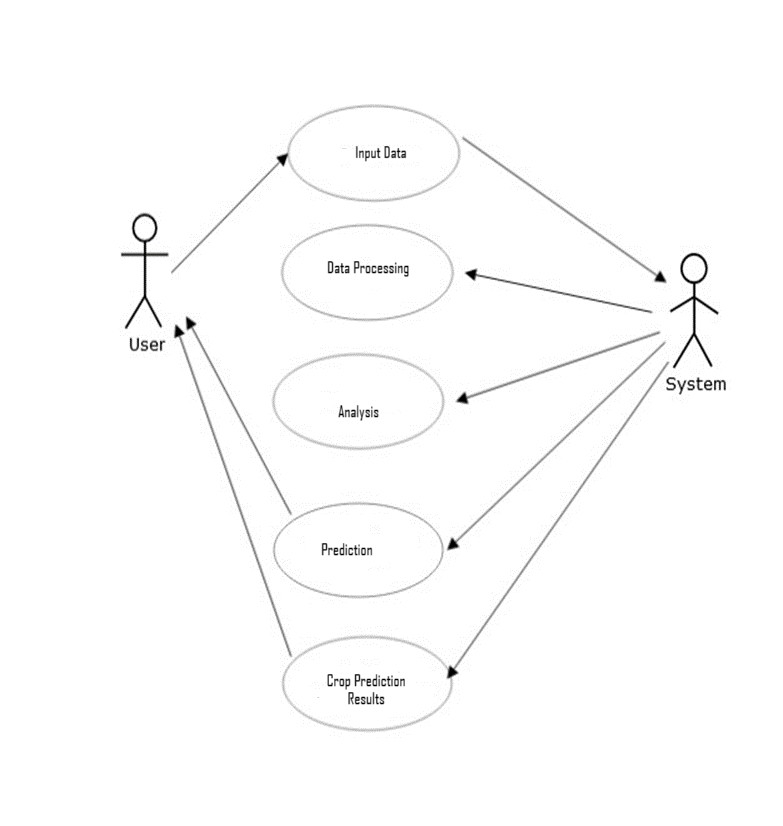 Input Data
Data Processing
User
System
Analysis
Prediction
Crop Prediction
Results